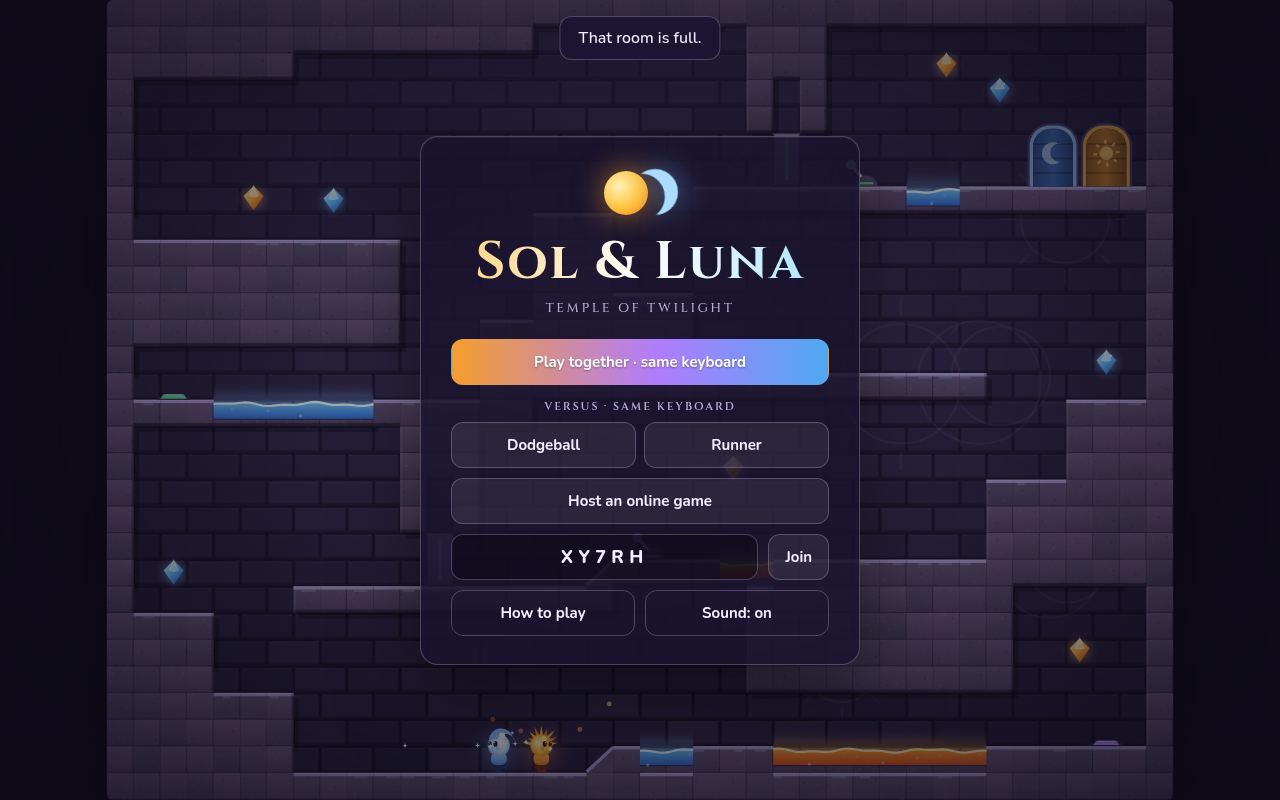 That room is full.
Sol & Luna
TEMPLE OF TWILIGHT
Play together · same keyboard
VERSUS · SAME KEYBOARD
Dodgeball
Runner
Host an online game
XY7RH
Join
How to play
Sound: on